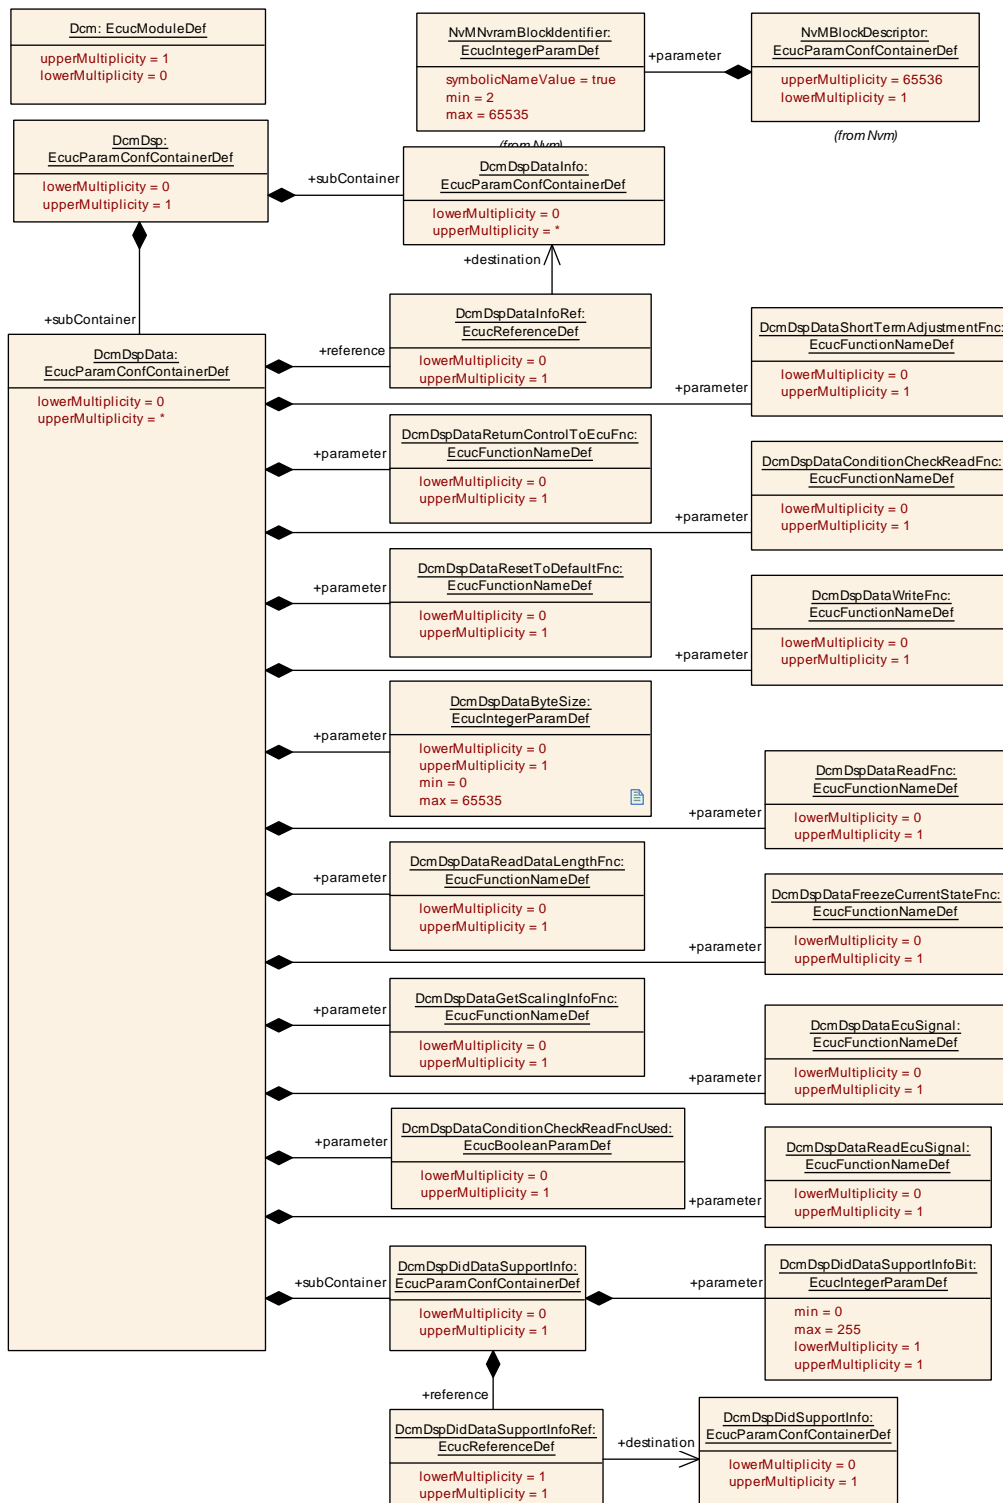 Dcm: EcucModuleDef
upperMultiplicity = 1
lowerMultiplicity = 0
NvMNvramBlockIdentifier:
EcucIntegerParamDef
symbolicNameValue = true
min = 2
max = 65535
(from Nvm)
+parameter
NvMBlockDescriptor:
EcucParamConfContainerDef
upperMultiplicity = 65536
lowerMultiplicity = 1
(from Nvm)
DcmDsp:
EcucParamConfContainerDef
lowerMultiplicity = 0
upperMultiplicity = 1
+subContainer
DcmDspDataInfo:
EcucParamConfContainerDef
lowerMultiplicity = 0
upperMultiplicity = *
+destination
+subContainer
DcmDspData:
EcucParamConfContainerDef
lowerMultiplicity = 0
upperMultiplicity = *
+reference
DcmDspDataInfoRef:
EcucReferenceDef
lowerMultiplicity = 0
upperMultiplicity = 1
+parameter
DcmDspDataShortTermAdjustmentFnc:
EcucFunctionNameDef
lowerMultiplicity = 0
upperMultiplicity = 1
+parameter
DcmDspDataReturnControlToEcuFnc:
EcucFunctionNameDef
lowerMultiplicity = 0
upperMultiplicity = 1
+parameter
DcmDspDataConditionCheckReadFnc:
EcucFunctionNameDef
lowerMultiplicity = 0
upperMultiplicity = 1
+parameter
DcmDspDataResetToDefaultFnc:
EcucFunctionNameDef
lowerMultiplicity = 0
upperMultiplicity = 1
+parameter
DcmDspDataWriteFnc:
EcucFunctionNameDef
lowerMultiplicity = 0
upperMultiplicity = 1
+parameter
DcmDspDataByteSize:
EcucIntegerParamDef
lowerMultiplicity = 0
upperMultiplicity = 1
min = 0
max = 65535
+parameter
DcmDspDataReadFnc:
EcucFunctionNameDef
lowerMultiplicity = 0
upperMultiplicity = 1
+parameter
DcmDspDataReadDataLengthFnc:
EcucFunctionNameDef
lowerMultiplicity = 0
upperMultiplicity = 1
+parameter
DcmDspDataFreezeCurrentStateFnc:
EcucFunctionNameDef
lowerMultiplicity = 0
upperMultiplicity = 1
+parameter
DcmDspDataGetScalingInfoFnc:
EcucFunctionNameDef
lowerMultiplicity = 0
upperMultiplicity = 1
+parameter
DcmDspDataEcuSignal:
EcucFunctionNameDef
lowerMultiplicity = 0
upperMultiplicity = 1
+parameter
DcmDspDataConditionCheckReadFncUsed:
EcucBooleanParamDef
lowerMultiplicity = 0
upperMultiplicity = 1
+parameter
DcmDspDataReadEcuSignal:
EcucFunctionNameDef
lowerMultiplicity = 0
upperMultiplicity = 1
+subContainer
DcmDspDidDataSupportInfo:
EcucParamConfContainerDef
lowerMultiplicity = 0
upperMultiplicity = 1
+parameter
DcmDspDidDataSupportInfoBit:
EcucIntegerParamDef
min = 0
max = 255
lowerMultiplicity = 1
upperMultiplicity = 1
+reference
DcmDspDidDataSupportInfoRef:
EcucReferenceDef
lowerMultiplicity = 1
upperMultiplicity = 1
+destination
DcmDspDidSupportInfo:
EcucParamConfContainerDef
lowerMultiplicity = 0
upperMultiplicity = 1